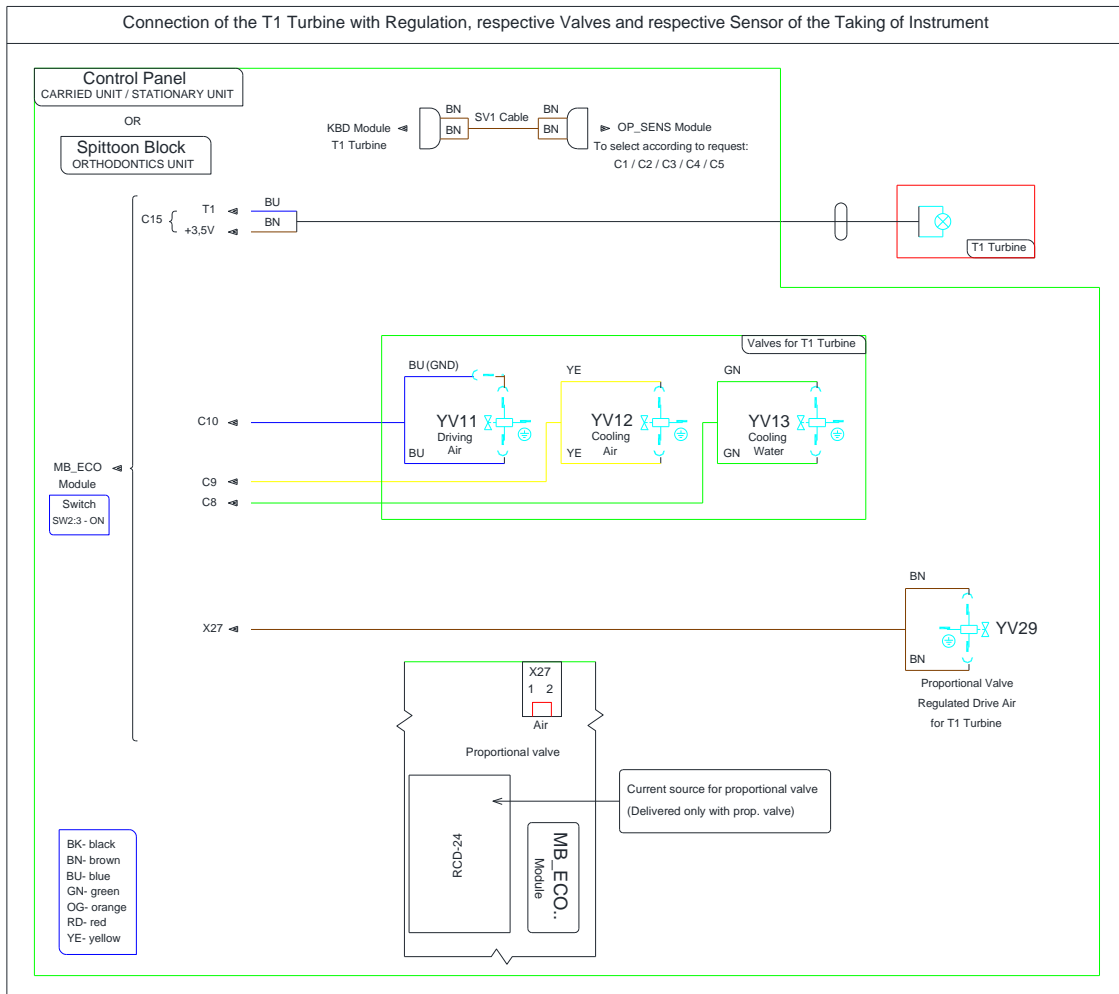 Connection of the T1 Turbine with Regulation, respective Valves and respective Sensor of the Taking of Instrument
Control Panel
CARRIED UNIT / STATIONARY UNIT
OR
Spittoon Block
ORTHODONTICS UNIT
KBD Module
T1 Turbine
BN
BN
SV1 Cable
BN
BN
OP_SENS Module
To select according to request:
C1 / C2 / C3 / C4 / C5
C15
T1
+3,5V
BU
BN
T1 Turbine
Valves for T1 Turbine
BU(GND)
YV11
Driving
Air
BU
YE
YV12
Cooling
Air
YE
GN
YV13
Cooling
Water
GN
C10
C9
C8
MB_ECO
Module
Switch
SW2:3 - ON
X27
BN
YV29
BN
Proportional Valve
Regulated Drive Air
for T1 Turbine
X27
1 2
Air
Proportional valve
RCD-24
MB_ECO..
Module
Current source for proportional valve
(Delivered only with prop. valve)
BK- black
BN- brown
BU- blue
GN- green
OG- orange
RD- red
YE- yellow